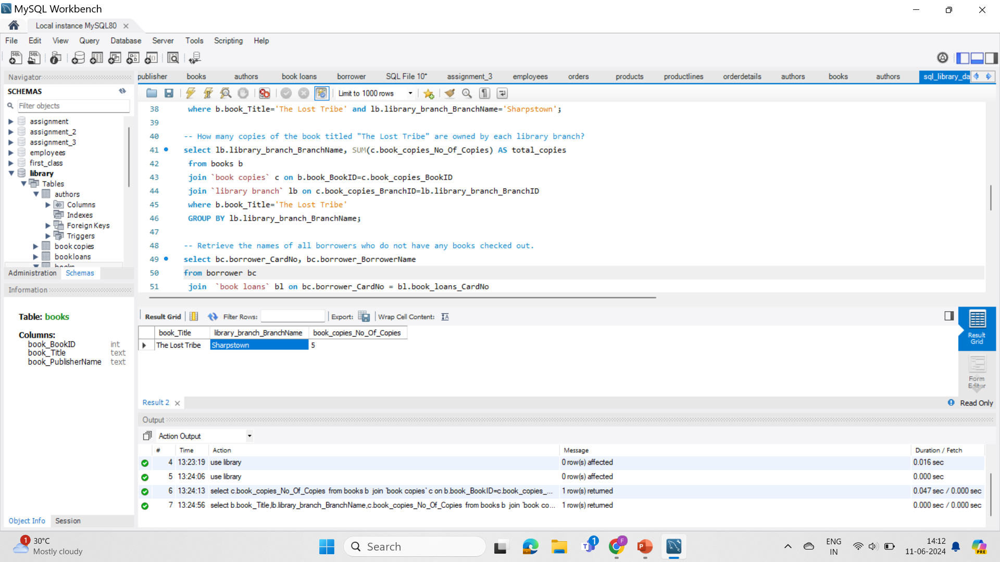 MySQL Workbench
Local instance MySQL80
File Edit View Query Database Server Tools Scripting Help
Navigator
SCHEMAS
Filter objects
assignment
assignment_2
assignment_3
employees
first_class
library
Tables
authors
Columns
Indexes
Foreign Keys
Triggers
book copies
book loans
books
Administration Schemas
Information
Table: books
Columns:
book_BookID int
book_Title text
book_PublisherName text
Object Info Session
publisher books authors book loans borrower SQL File 10* assignment_3 employees orders products productlines orderdetails authors books authors sql_library_da
Limit to 1000 rows
38 where b.book_Title='The Lost Tribe' and lb.library_branch_BranchName='Sharpstown';
39
40 -- How many copies of the book titled "The Lost Tribe" are owned by each library branch?
41 select lb.library_branch_BranchName, SUM(c.book_copies_No_Of_Copies) AS total_copies
42 from books b
43 join `book copies` c on b.book_BookID=c.book_copies_BookID
44 join `library branch` lb on c.book_copies_BranchID=lb.library_branch_BranchID
45 where b.book_Title='The Lost Tribe'
46 GROUP BY lb.library_branch_BranchName;
47
48 -- Retrieve the names of all borrowers who do not have any books checked out.
49 select bc.borrower_CardNo, bc.borrower_BorrowerName
50 from borrower bc
51 join `book loans` bl on bc.borrower_CardNo = bl.book_loans_CardNo
Result Grid Filter Rows: Export: Wrap Cell Content:
book_Title library_branch_BranchName book_copies_No_Of_Copies
The Lost Tribe Sharpstown 5
Result
Grid
Form
Editor
Result 2 Read Only
Output
Action Output
# Time Action Message Duration / Fetch
4 13:23:19 use library 0 row(s) affected 0.016 sec
5 13:24:06 use library 0 row(s) affected 0.000 sec
6 13:24:13 select c.book_copies_No_Of_Copies from books b join `book copies` c on b.book_BookID=c.book_copies_... 1 row(s) returned 0.047 sec / 0.000 sec
7 13:24:56 select b.book_Title,lb.library_branch_BranchName,c.book_copies_No_Of_Copies from books b join `book co... 1 row(s) returned 0.000 sec / 0.000 sec
1
30°C
Mostly cloudy
Search
1
F
ENG
IN
14:12
11-06-2024
PRE